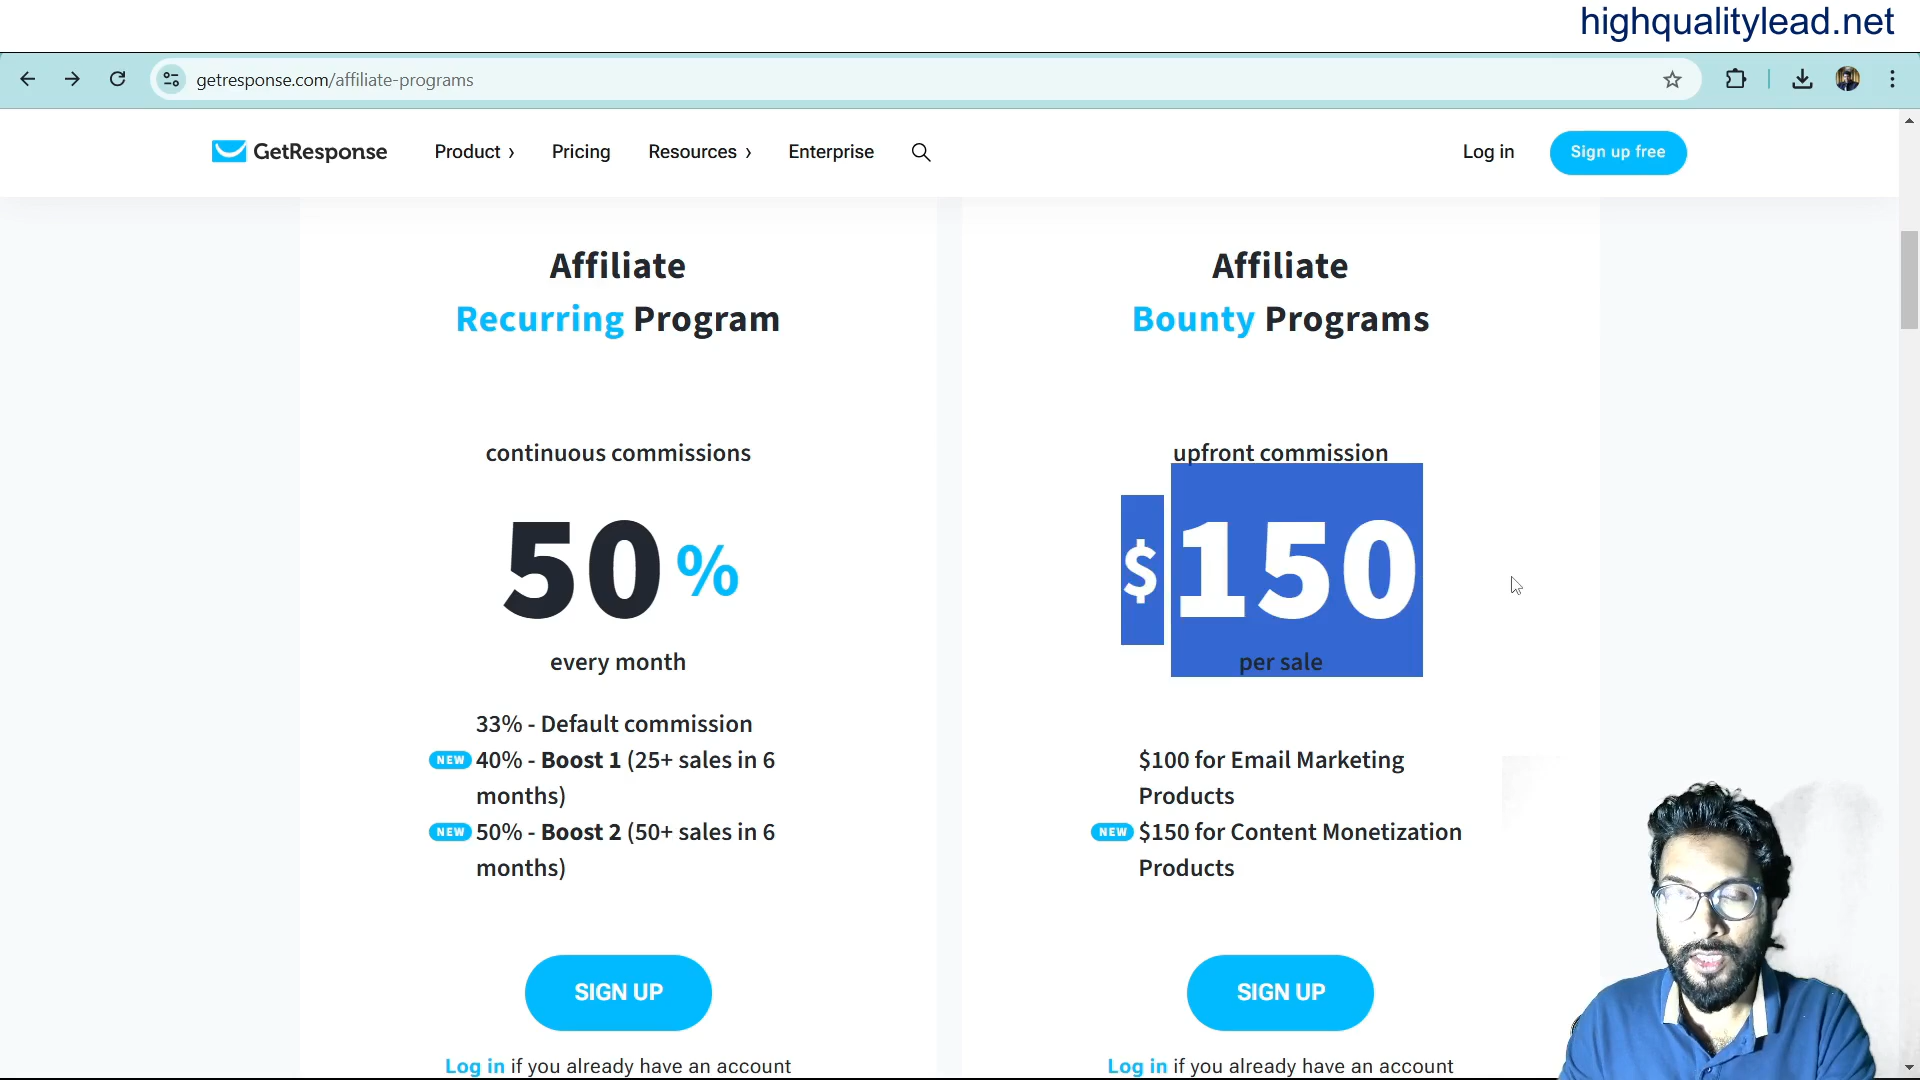 highqualitylead.net
getresponse.com/affiliate-programs
GetResponse
Product ›
Pricing
Resources ›
Enterprise
Log in
Sign up free
Affiliate
Recurring Program
continuous commissions
50%
every month
33% - Default commission
NEW 40% - Boost 1 (25+ sales in 6
months)
NEW 50% - Boost 2 (50+ sales in 6
months)
SIGN UP
Log in if you already have an account
Affiliate
Bounty Programs
upfront commission
$150
per sale
$100 for Email Marketing
Products
NEW $150 for Content Monetization
Products
SIGN UP
Log in if you already have an account